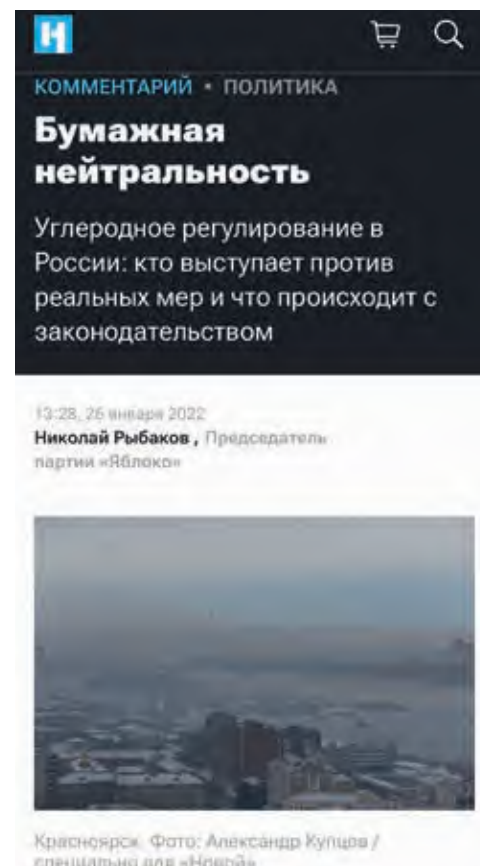 КОММЕНТАРИЙ • ПОЛИТИКА
Бумажная
нейтральность
Углеродное регулирование в
России: кто выступает против
реальных мер и что происходит с
законодательством
13:28, 26 января 2022
Николай Рыбаков, Председатель
партии «Яблоко»
Красноярск. Фото: Александр Купцов /
специально для «Новой»